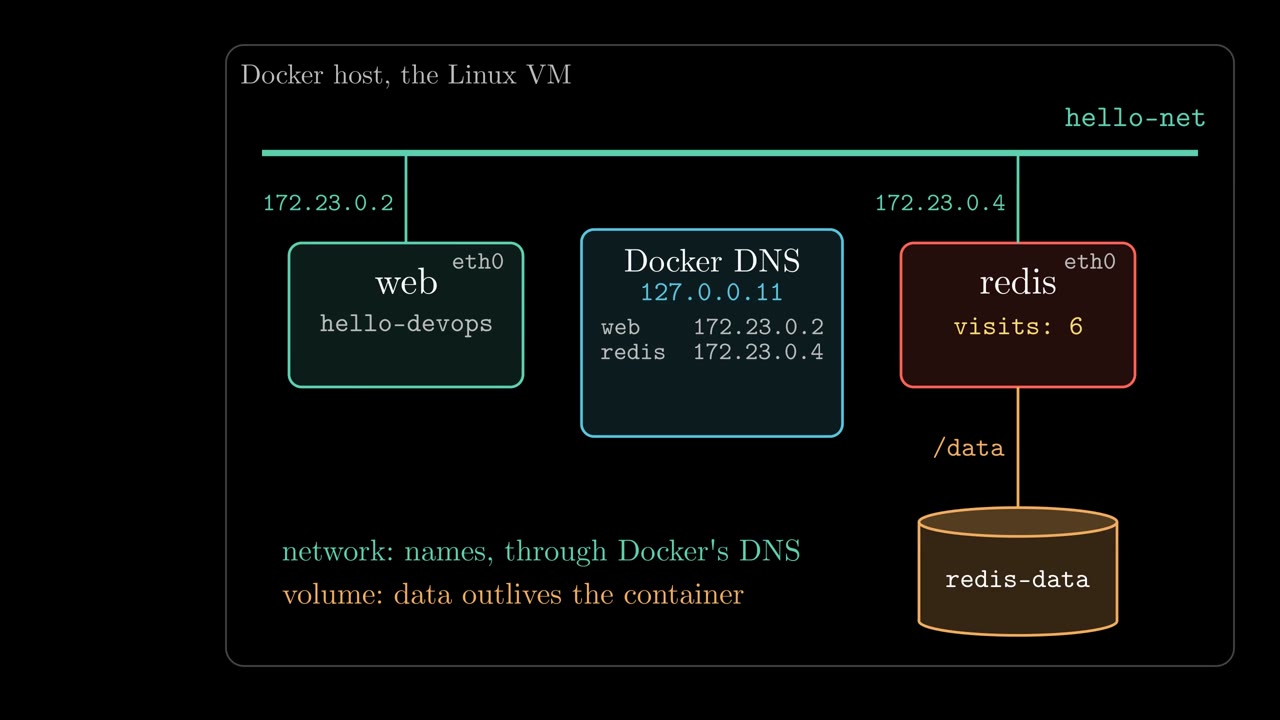 Docker host, the Linux VM
hello-net
172.23.0.2
172.23.0.4
eth0
web
hello-devops
Docker DNS
127.0.0.11
web 172.23.0.2
redis 172.23.0.4
eth0
redis
visits: 6
/data
redis-data
network: names, through Docker's DNS
volume: data outlives the container